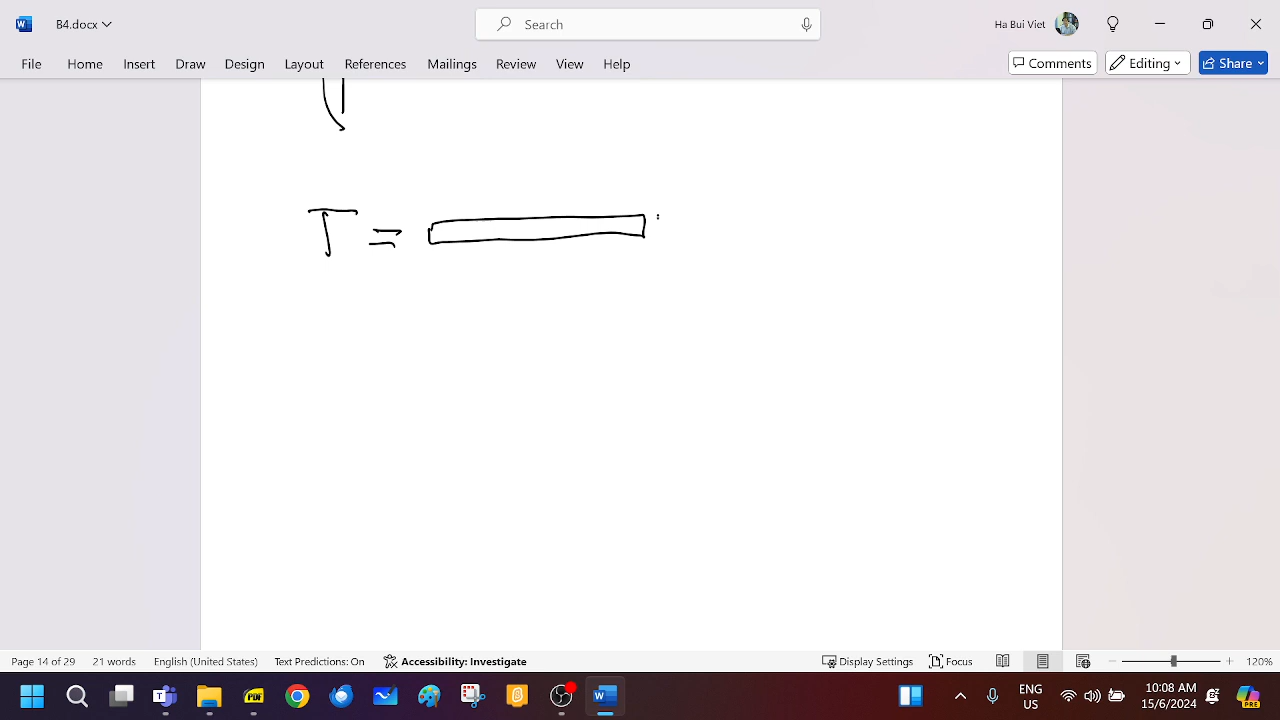 B4.docx
Search
Ha Bui Viet
File Home Insert Draw Design Layout References Mailings Review View Help
Comments Editing Share
T =
Page 14 of 29 21 words English (United States) Text Predictions: On Accessibility: Investigate Display Settings Focus 120%
PDF
ENG
US
10:08 AM
15/6/2024
PRE